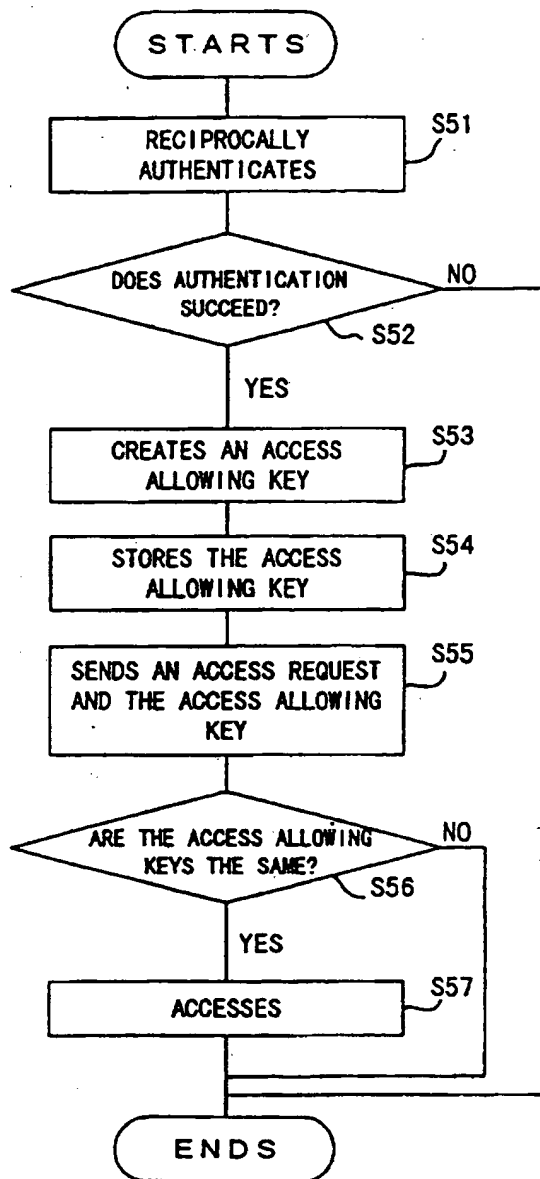 STARTS
RECIPROCALLY
AUTHENTICATES
S51
DOES AUTHENTICATION
SUCCEED?
NO
S52
YES
CREATES AN ACCESS
ALLOWING KEY
S53
STORES THE ACCESS
ALLOWING KEY
S54
SENDS AN ACCESS REQUEST
AND THE ACCESS ALLOWING
KEY
S55
ARE THE ACCESS ALLOWING
KEYS THE SAME?
NO
S56
YES
ACCESSES
S57
ENDS